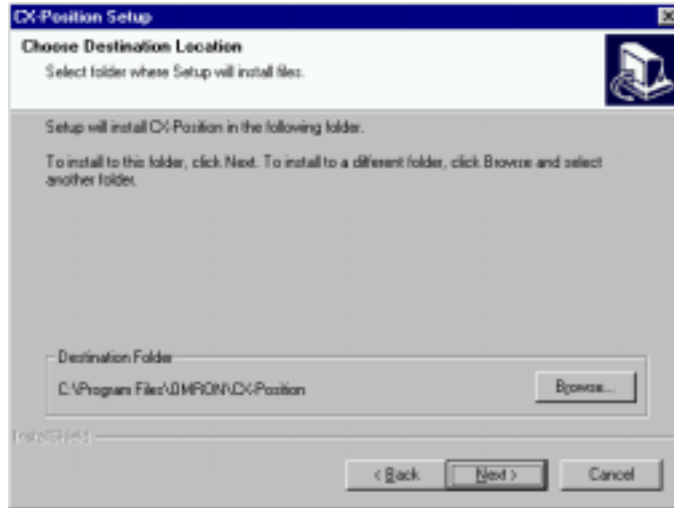 CX-Position Setup
Choose Destination Location
Select folder where Setup will install files.
Setup will install CX-Position in the following folder.
To install to this folder, click Next. To install to a different folder, click Browse and select
another folder.
Destination Folder
C:\Program Files\OMRON\CX-Position
Browse...
InstallShield
< Back
Next >
Cancel